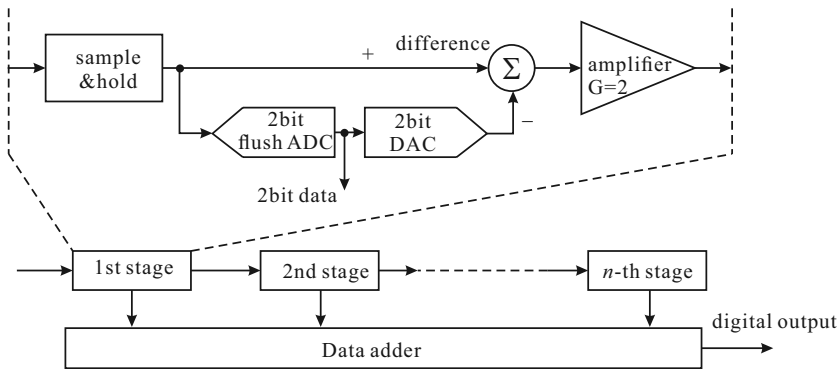 sample
&hold
+
difference
Σ
amplifier
G=2
2bit
flush ADC
2bit
DAC
−
2bit data
1st stage
2nd stage
n-th stage
digital output
Data adder